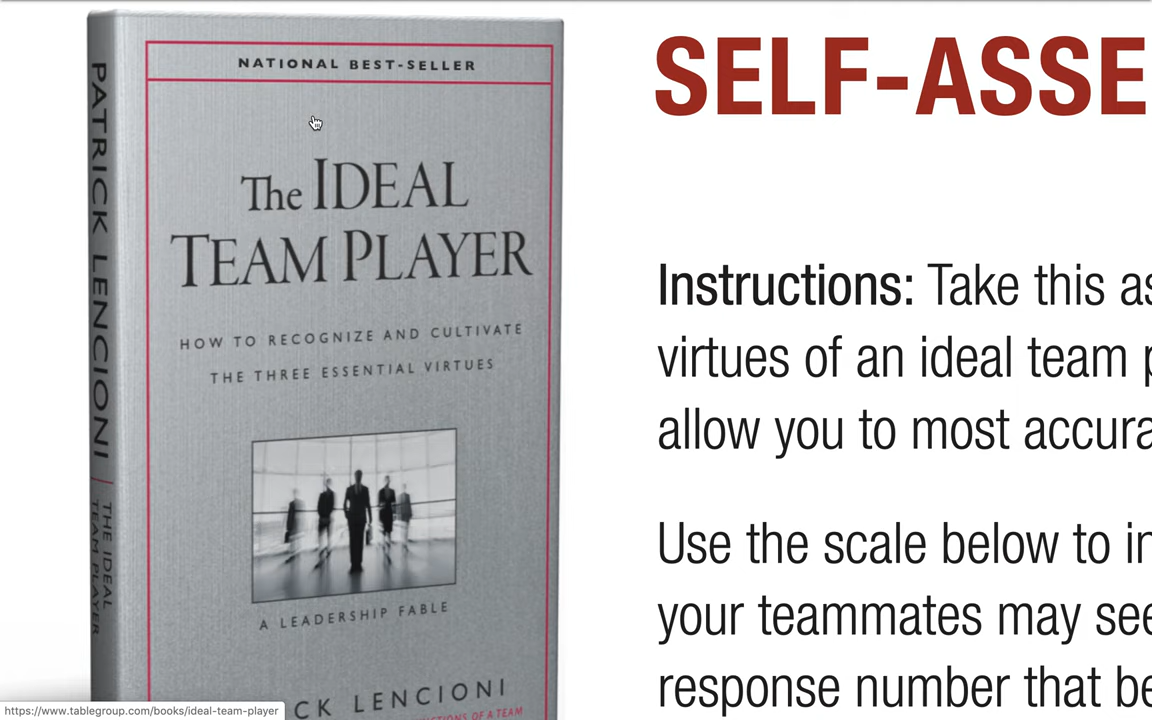 PATRICK LENCIONI | THE IDEAL TEAM PLAYER
NATIONAL BEST-SELLER
The IDEAL
TEAM PLAYER
HOW TO RECOGNIZE AND CULTIVATE
THE THREE ESSENTIAL VIRTUES
A LEADERSHIP FABLE
CK LENCIONI
OF A TEAM
SELF-ASSE
Instructions: Take this as
virtues of an ideal team p
allow you to most accura
Use the scale below to in
your teammates may see
response number that be
https://www.tablegroup.com/books/ideal-team-player